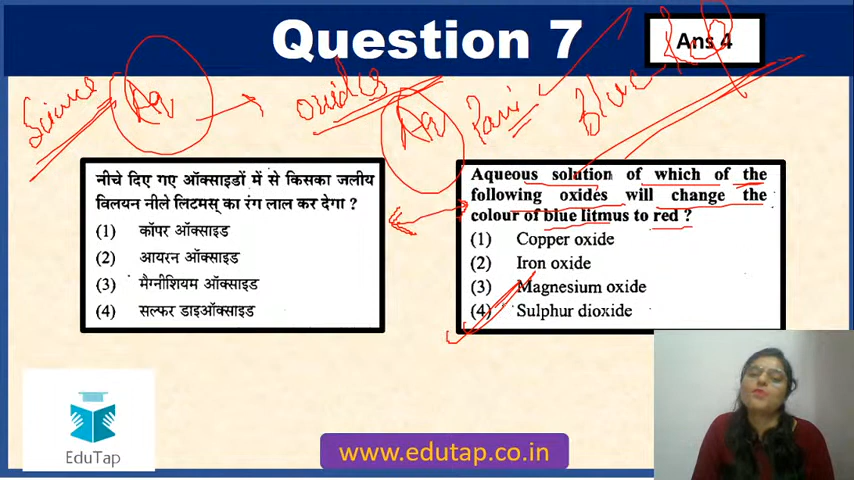 Question 7
Ans 4
Science
Aq
oxides
Aq
नीचे दिए गए ऑक्साइडों में से किसका जलीय
विलयन नीले लिटमस् का रंग लाल कर देगा ?
(1) कॉपर ऑक्साइड
(2) आयरन ऑक्साइड
(3) मैग्नीशियम ऑक्साइड
(4) सल्फर डाइऑक्साइड
Aqueous solution of which of the
following oxides will change the
colour of blue litmus to red ?
(1) Copper oxide
(2) Iron oxide
(3) Magnesium oxide
(4) Sulphur dioxide
EduTap
www.edutap.co.in